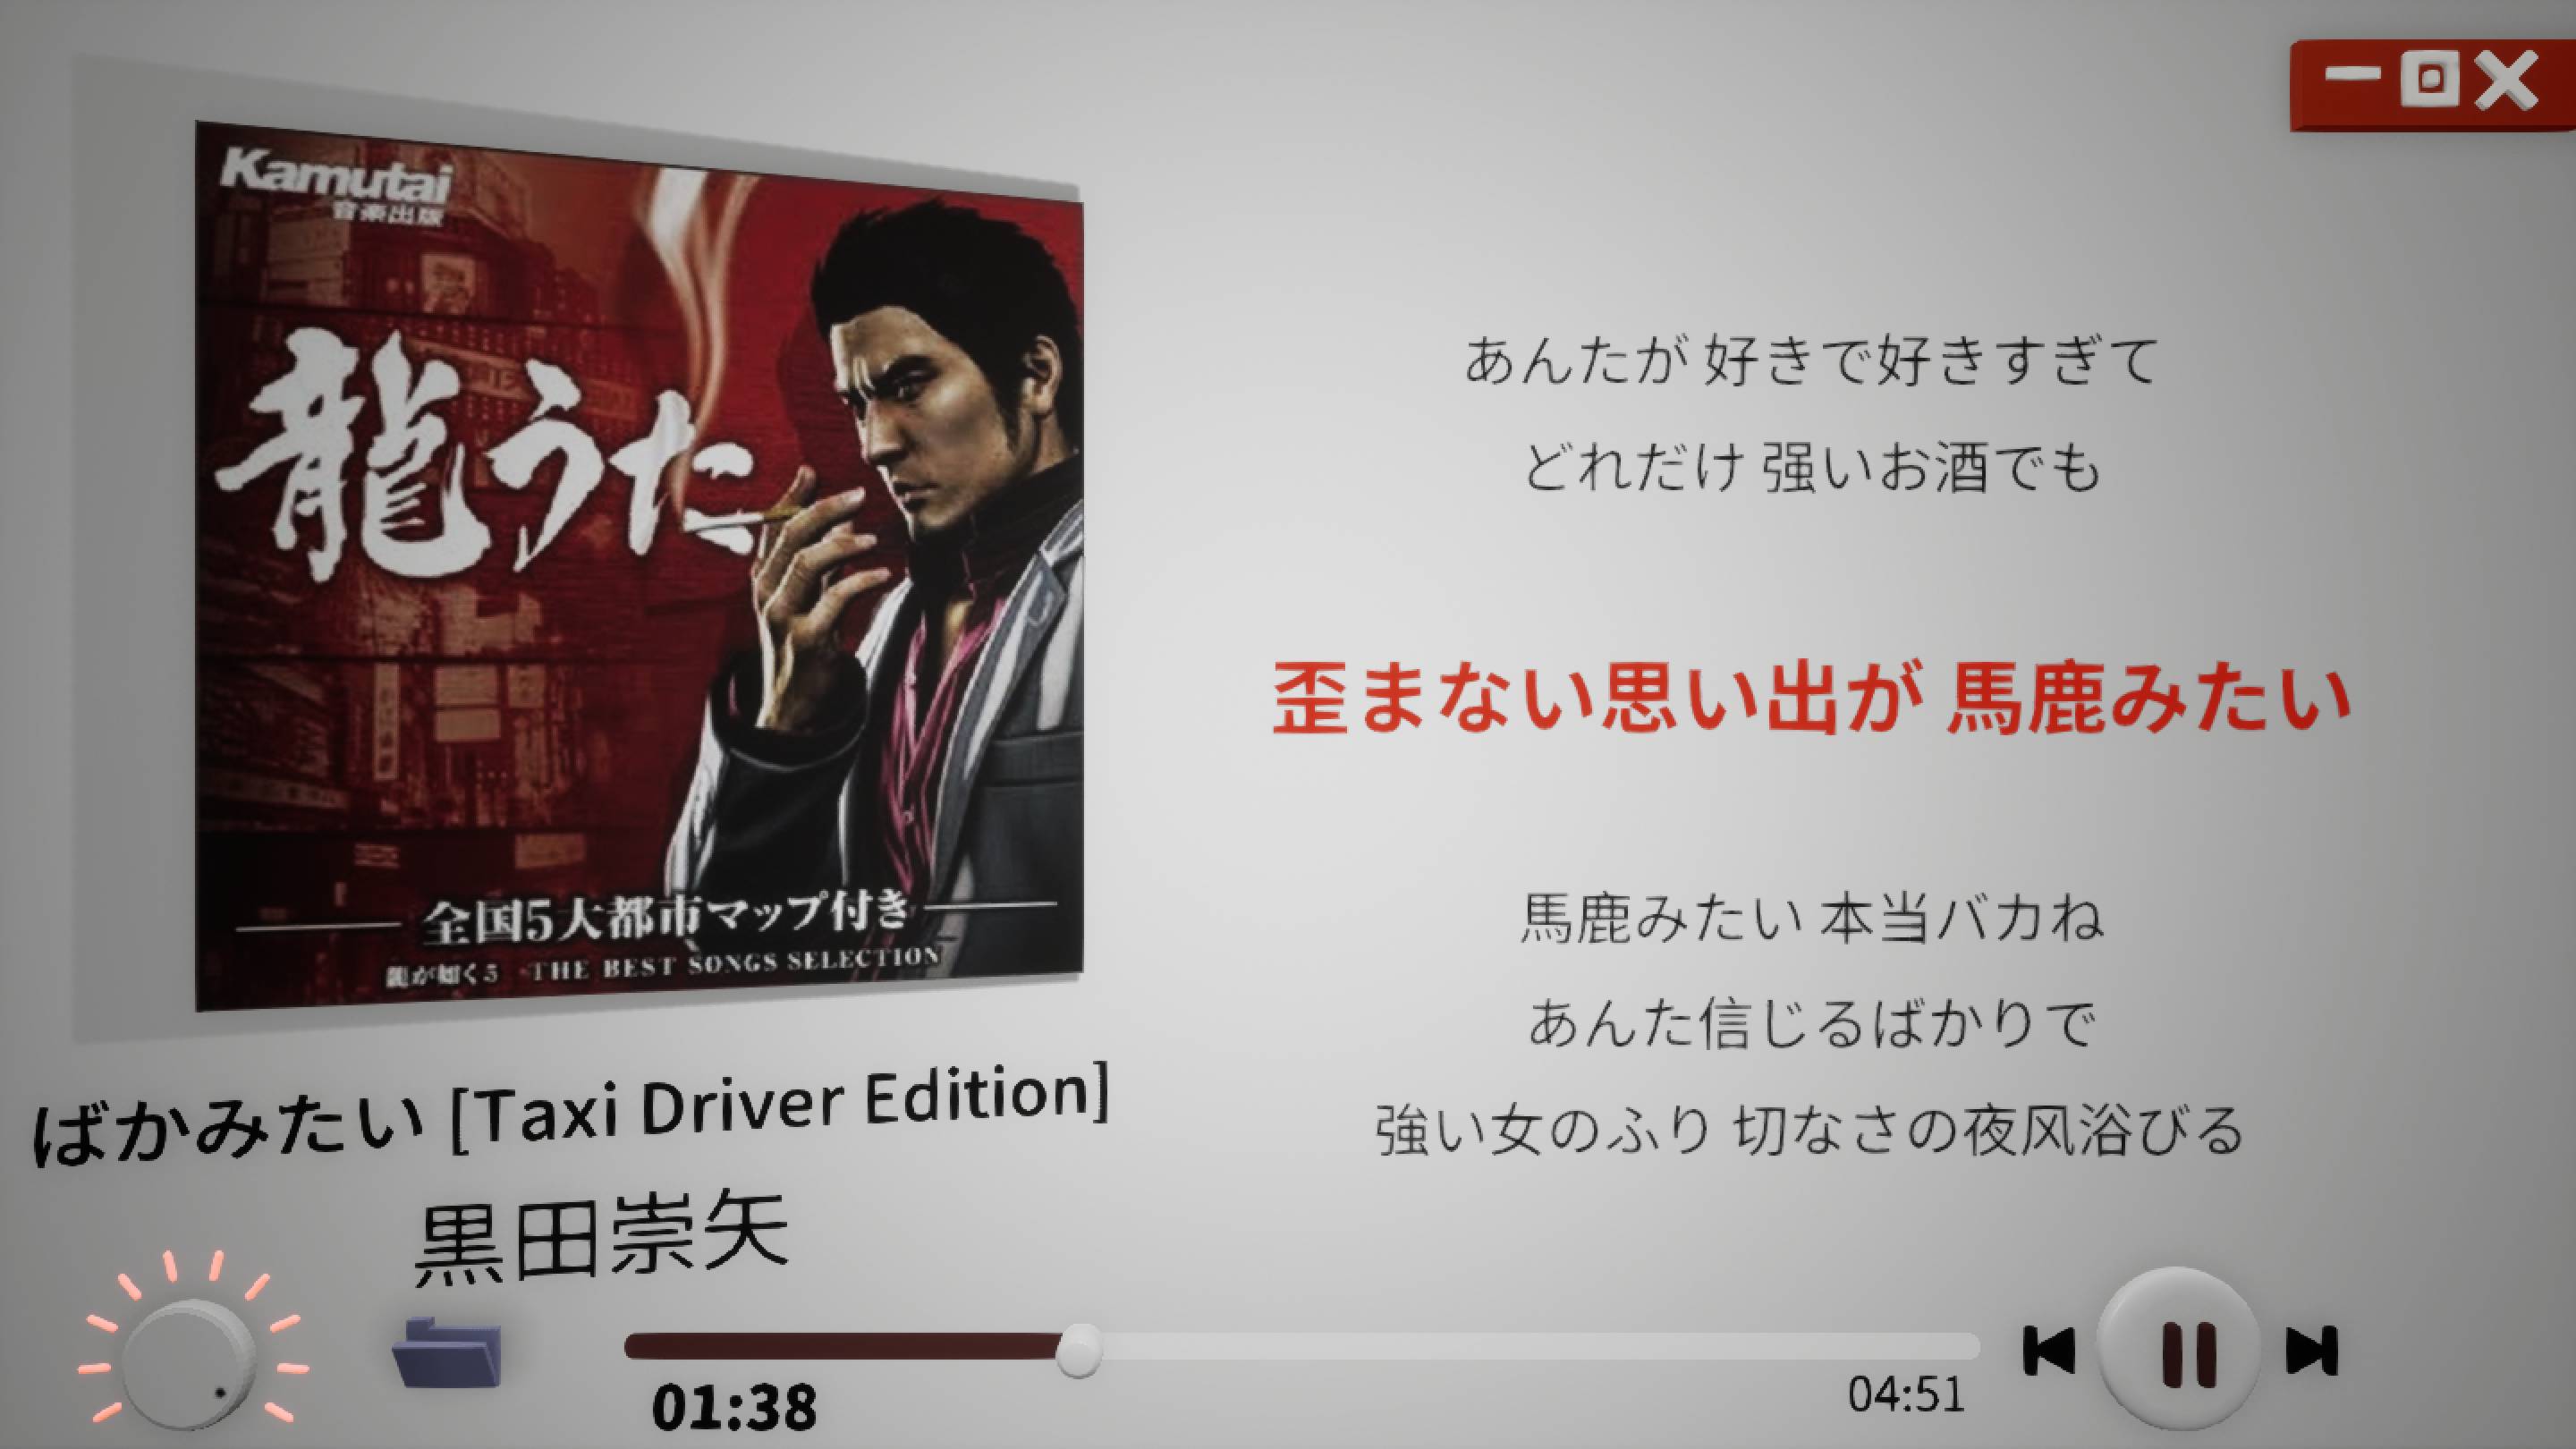 Kamutai
音楽出版
龍うた
全国5大都市マップ付き
龍が如く5 THE BEST SONGS SELECTION
ばかみたい [Taxi Driver Edition]
黒田崇矢
あんたが 好きで好きすぎて
どれだけ 强いお酒でも
歪まない思い出が 馬鹿みたい
馬鹿みたい 本当バカね
あんた信じるばかりで
強い女のふり 切なさの夜风浴びる
01:38
04:51